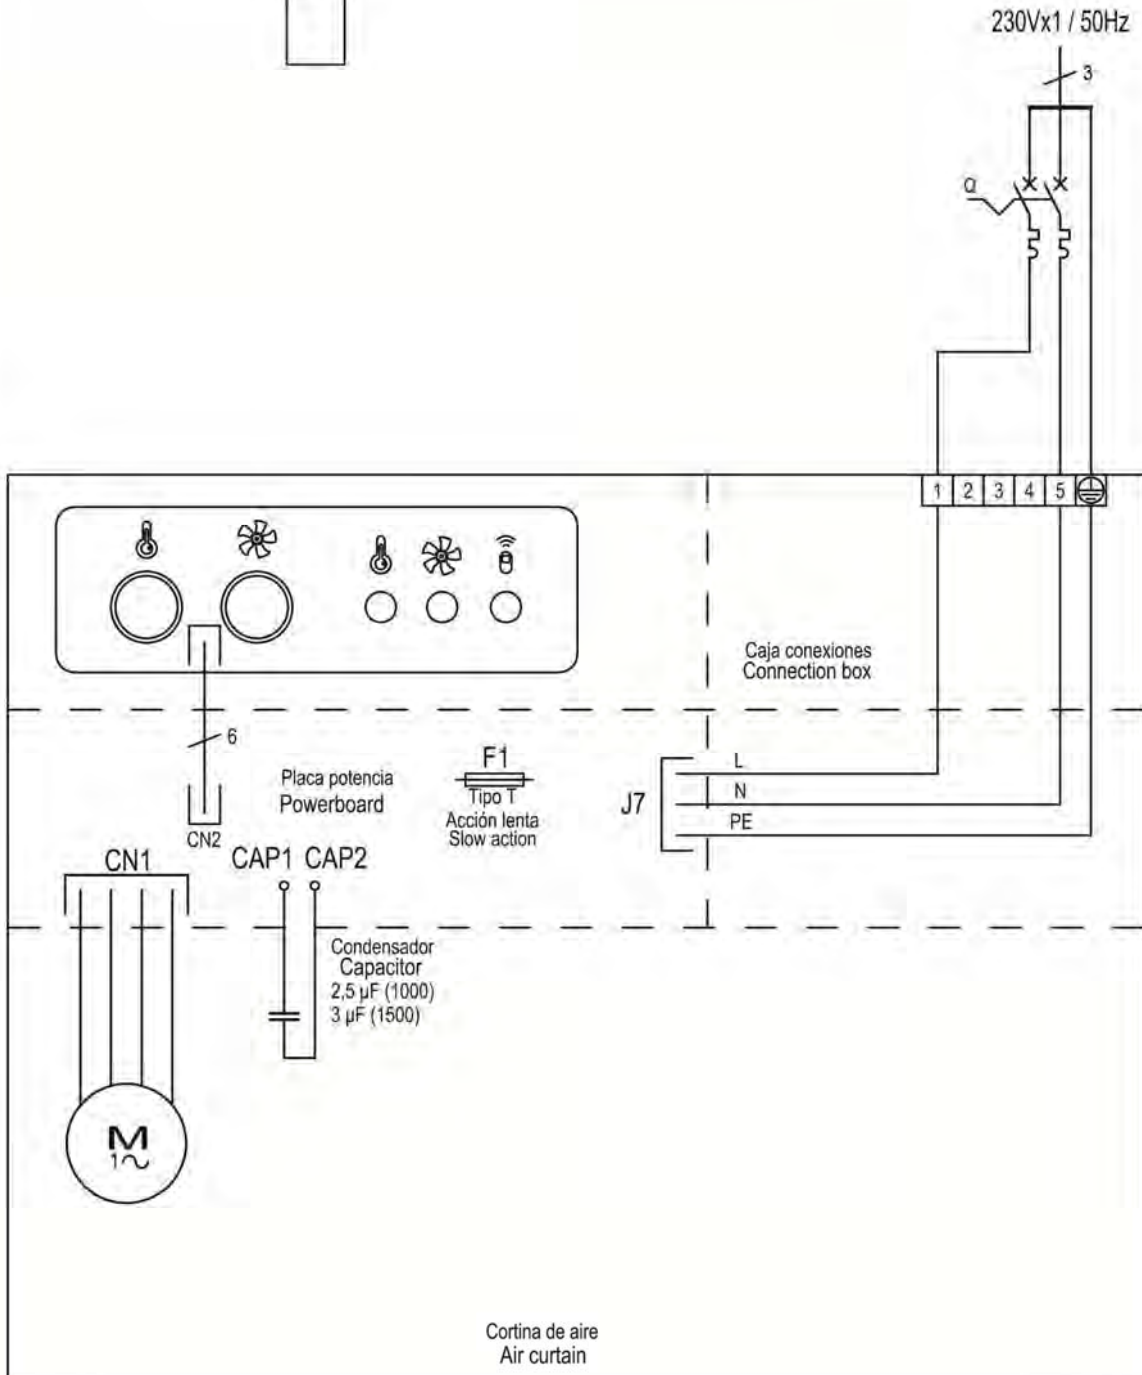 230Vx1 / 50Hz
3
Q
1 2 3 4 5
Caja conexiones
Connection box
6
CN2
Placa potencia
Powerboard
F1
Tipo T
Acción lenta
Slow action
J7
L
N
PE
CN1
CAP1 CAP2
Condensador
Capacitor
2,5 µF (1000)
3 µF (1500)
M
1~
Cortina de aire
Air curtain